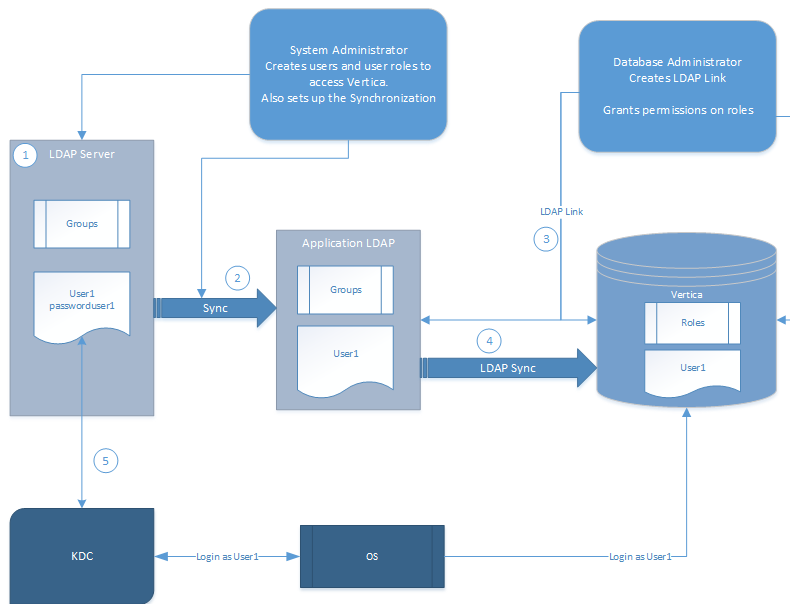 System Administrator
Creates users and user roles to
access Vertica.
Also sets up the Synchronization
Database Administrator
Creates LDAP Link
Grants permissions on roles
1
LDAP Server
Groups
User1
passworduser1
2
Sync
Application LDAP
Groups
User1
LDAP Link
3
4
LDAP Sync
Vertica
Roles
User1
5
KDC
Login as User1
OS
Login as User1